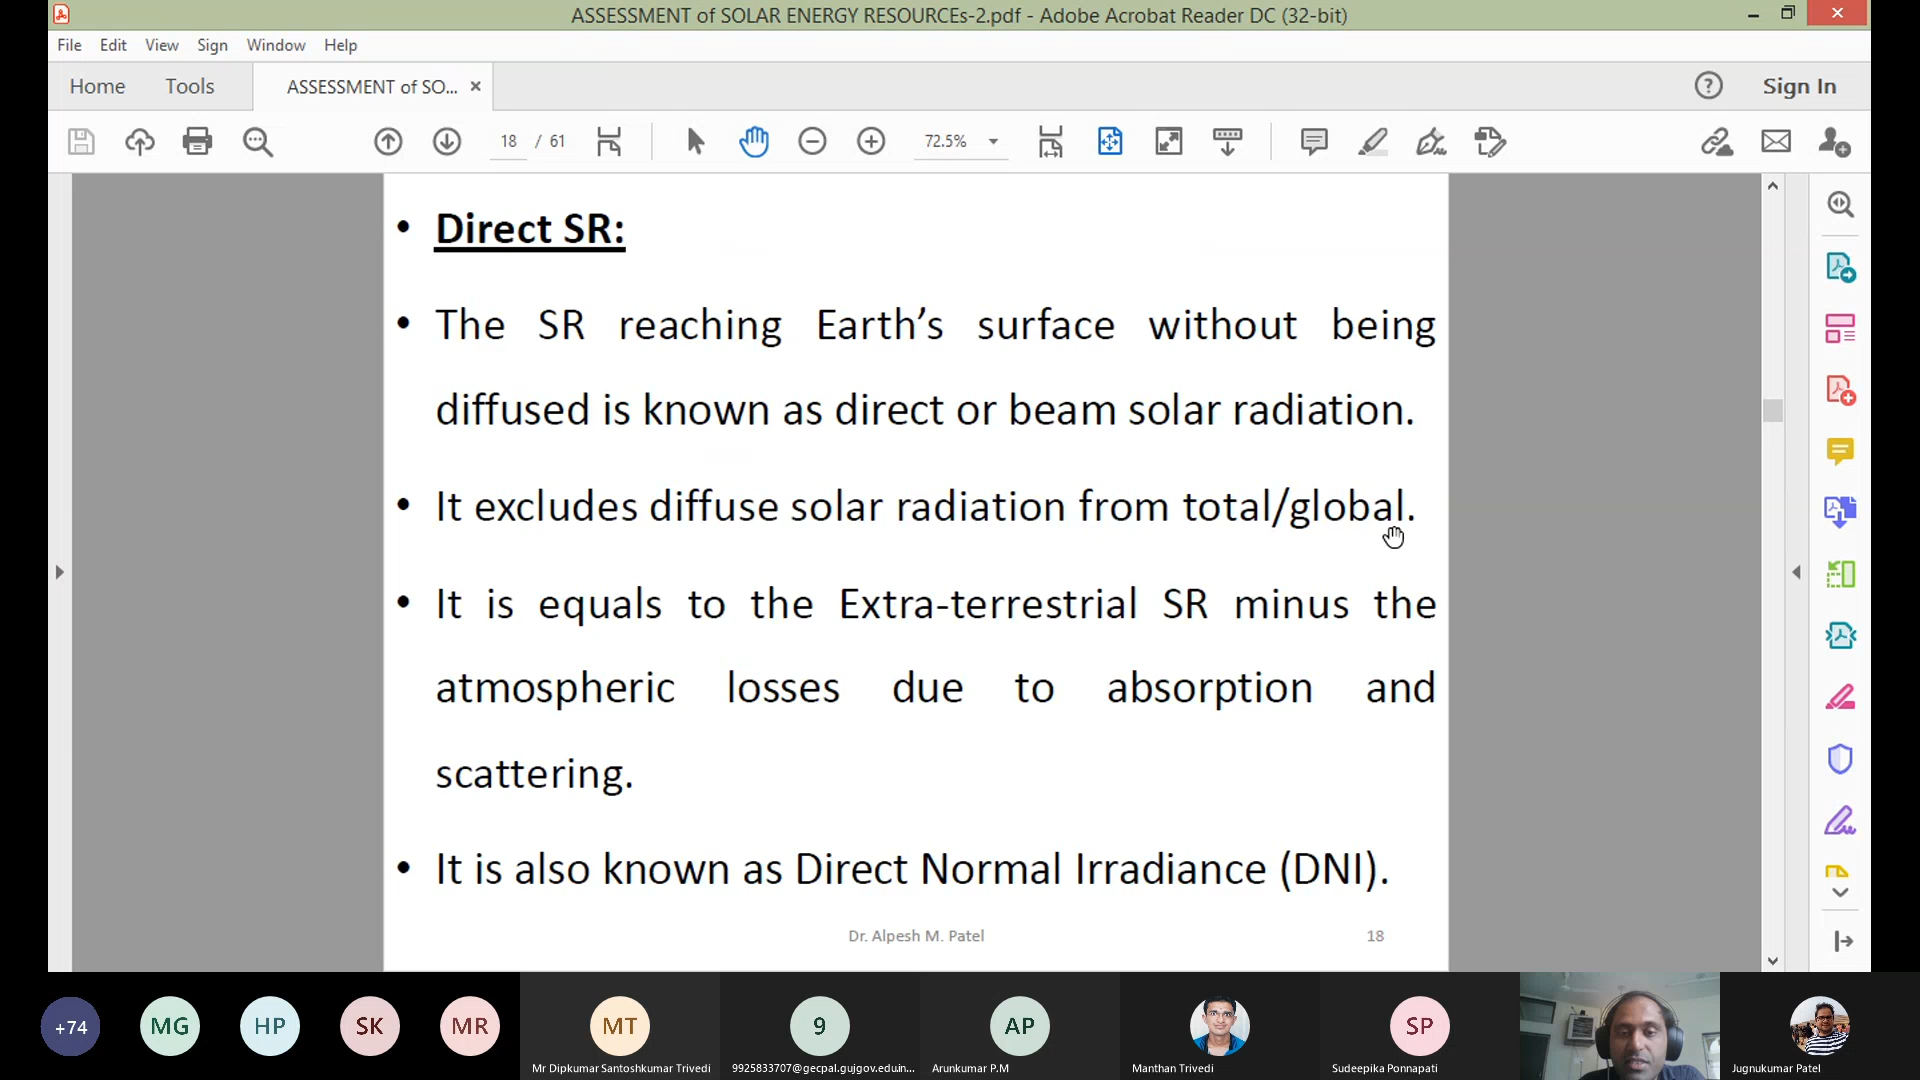 ASSESSMENT of SOLAR ENERGY RESOURCEs-2.pdf - Adobe Acrobat Reader DC (32-bit)
File Edit View Sign Window Help
Home Tools ASSESSMENT of SO... × Sign In
18 / 61 72.5%
• Direct SR:
• The SR reaching Earth’s surface without being
diffused is known as direct or beam solar radiation.
• It excludes diffuse solar radiation from total/global.
• It is equals to the Extra-terrestrial SR minus the
atmospheric losses due to absorption and
scattering.
• It is also known as Direct Normal Irradiance (DNI).
Dr. Alpesh M. Patel 18
+74 MG HP SK MR MT 9 AP SP
Mr Dipkumar Santoshkumar Trivedi 9925833707@gecpal.gujgov.edu.in... Arunkumar P.M Manthan Trivedi Sudeepika Ponnapati Jugnukumar Patel